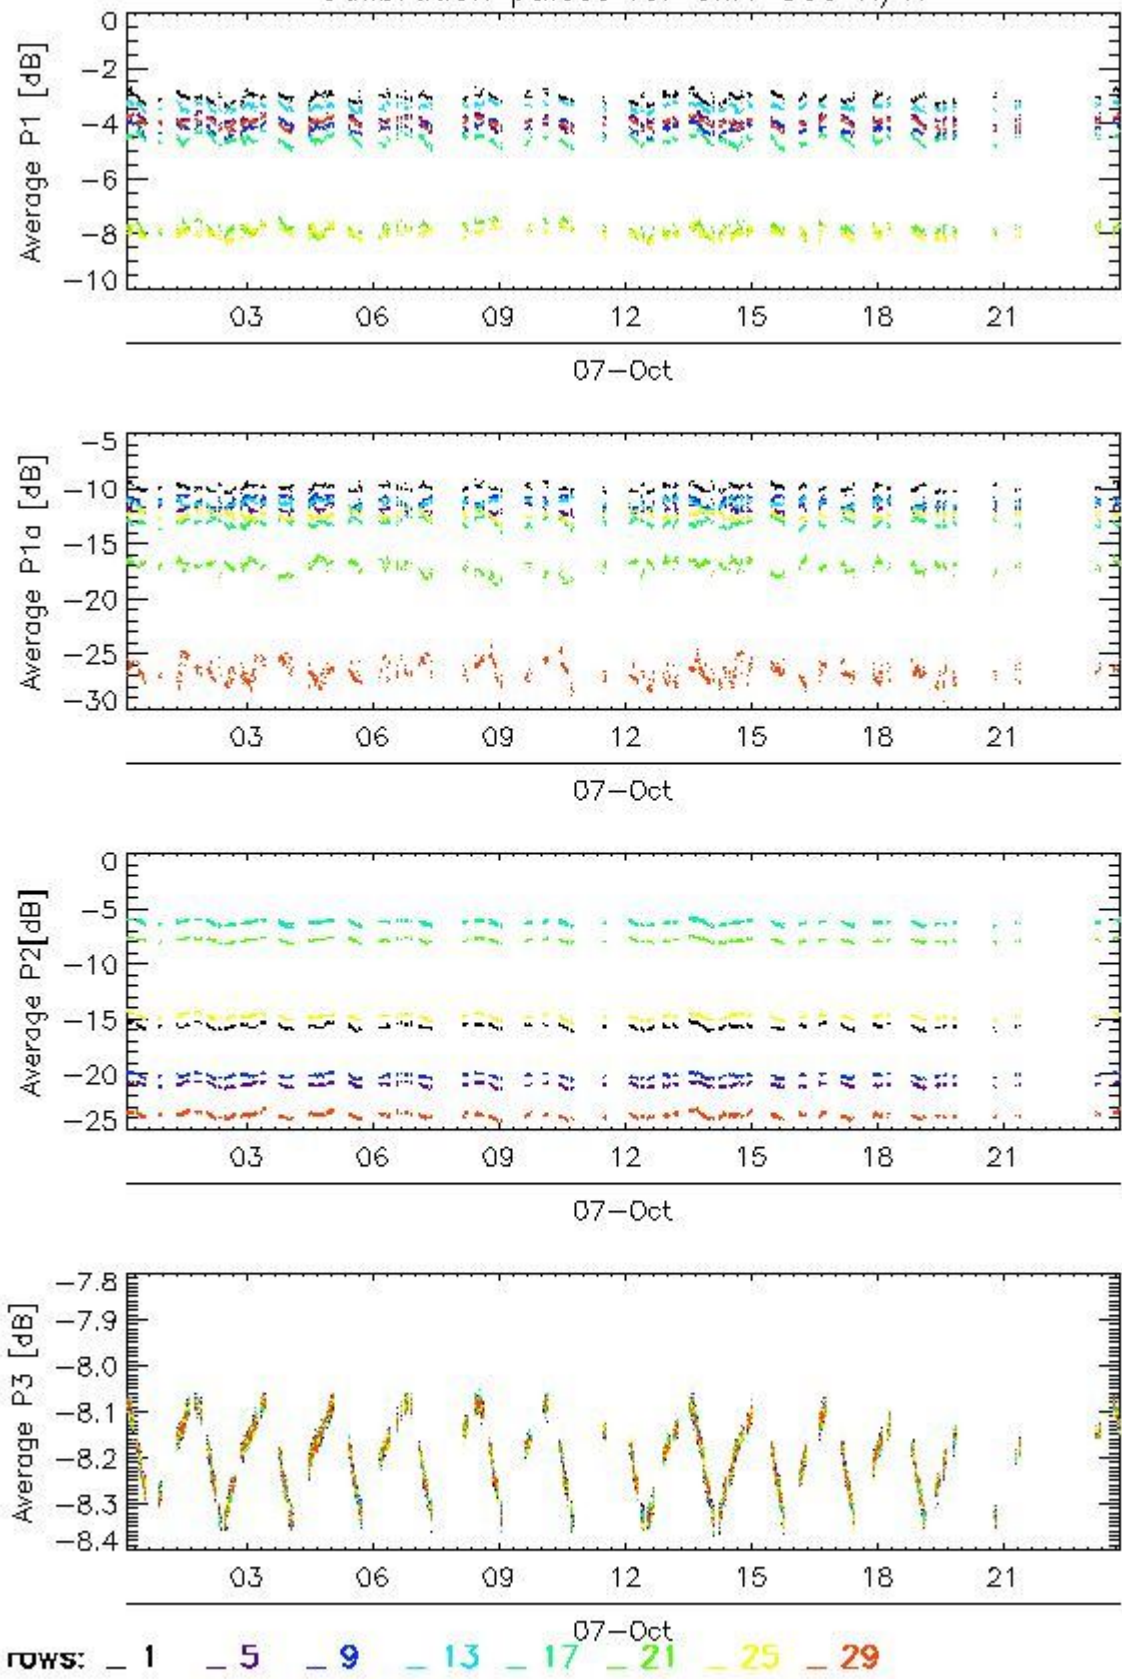 0
−2
−4
−6
−8
−10
Average P1 [dB]
03 06 09 12 15 18 21
07−Oct
−5
−10
−15
−20
−25
−30
Average P1a [dB]
03 06 09 12 15 18 21
07−Oct
0
−5
−10
−15
−20
−25
Average P2[dB]
03 06 09 12 15 18 21
07−Oct
−7.8
−7.9
−8.0
−8.1
−8.2
−8.3
−8.4
Average P3 [dB]
03 06 09 12 15 18 21
07−Oct
rows: _ 1 _ 5 _ 9 _ 13 _ 17 _ 21 _ 25 _ 29